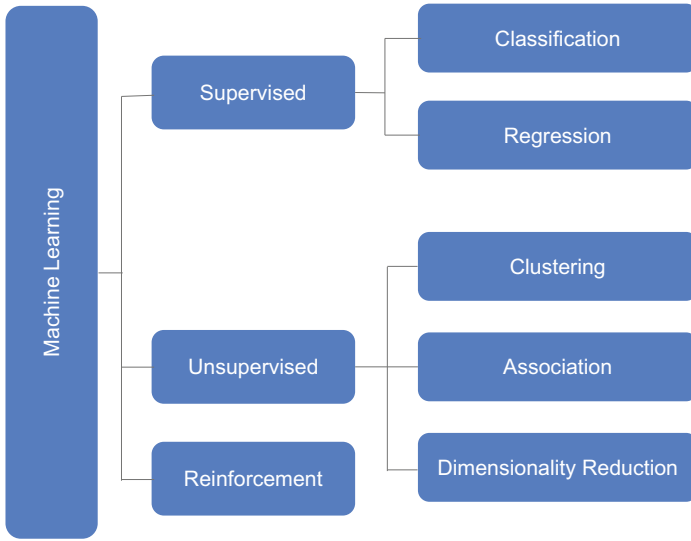 Machine Learning
Supervised
Classification
Regression
Unsupervised
Clustering
Association
Dimensionality Reduction
Reinforcement